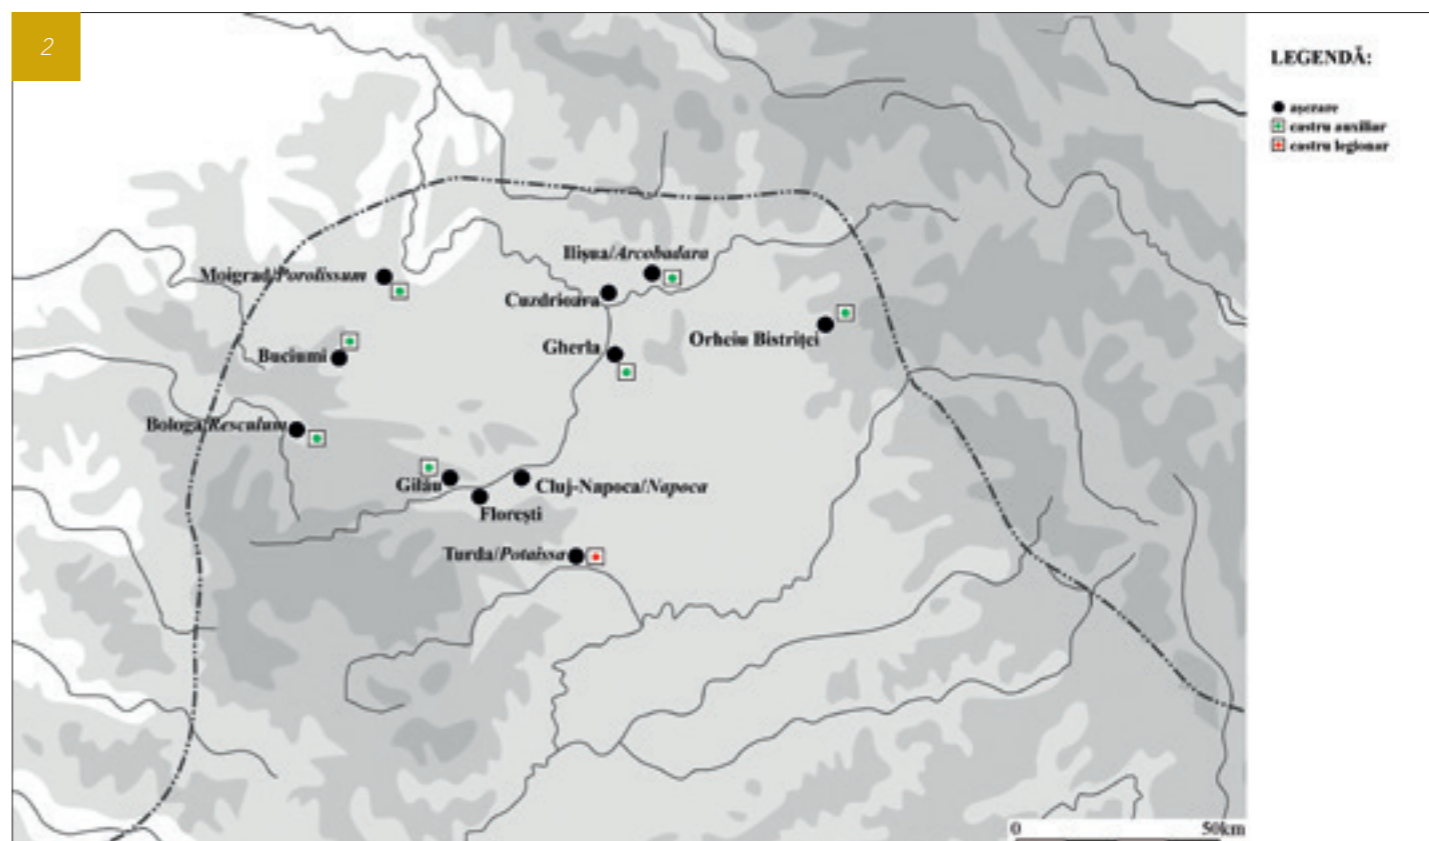 2
LEGENDĂ:
așezare
castru auxiliar
castru legionar
Ilișua/Arcobadara
Moigrad/Porolissum
Cuzdrioara
Orheiu Bistriței
Gherla
Buciumi
Bologa/Resculum
Gilău
Cluj-Napoca/Napoca
Florești
Turda/Potaissa
0 50km